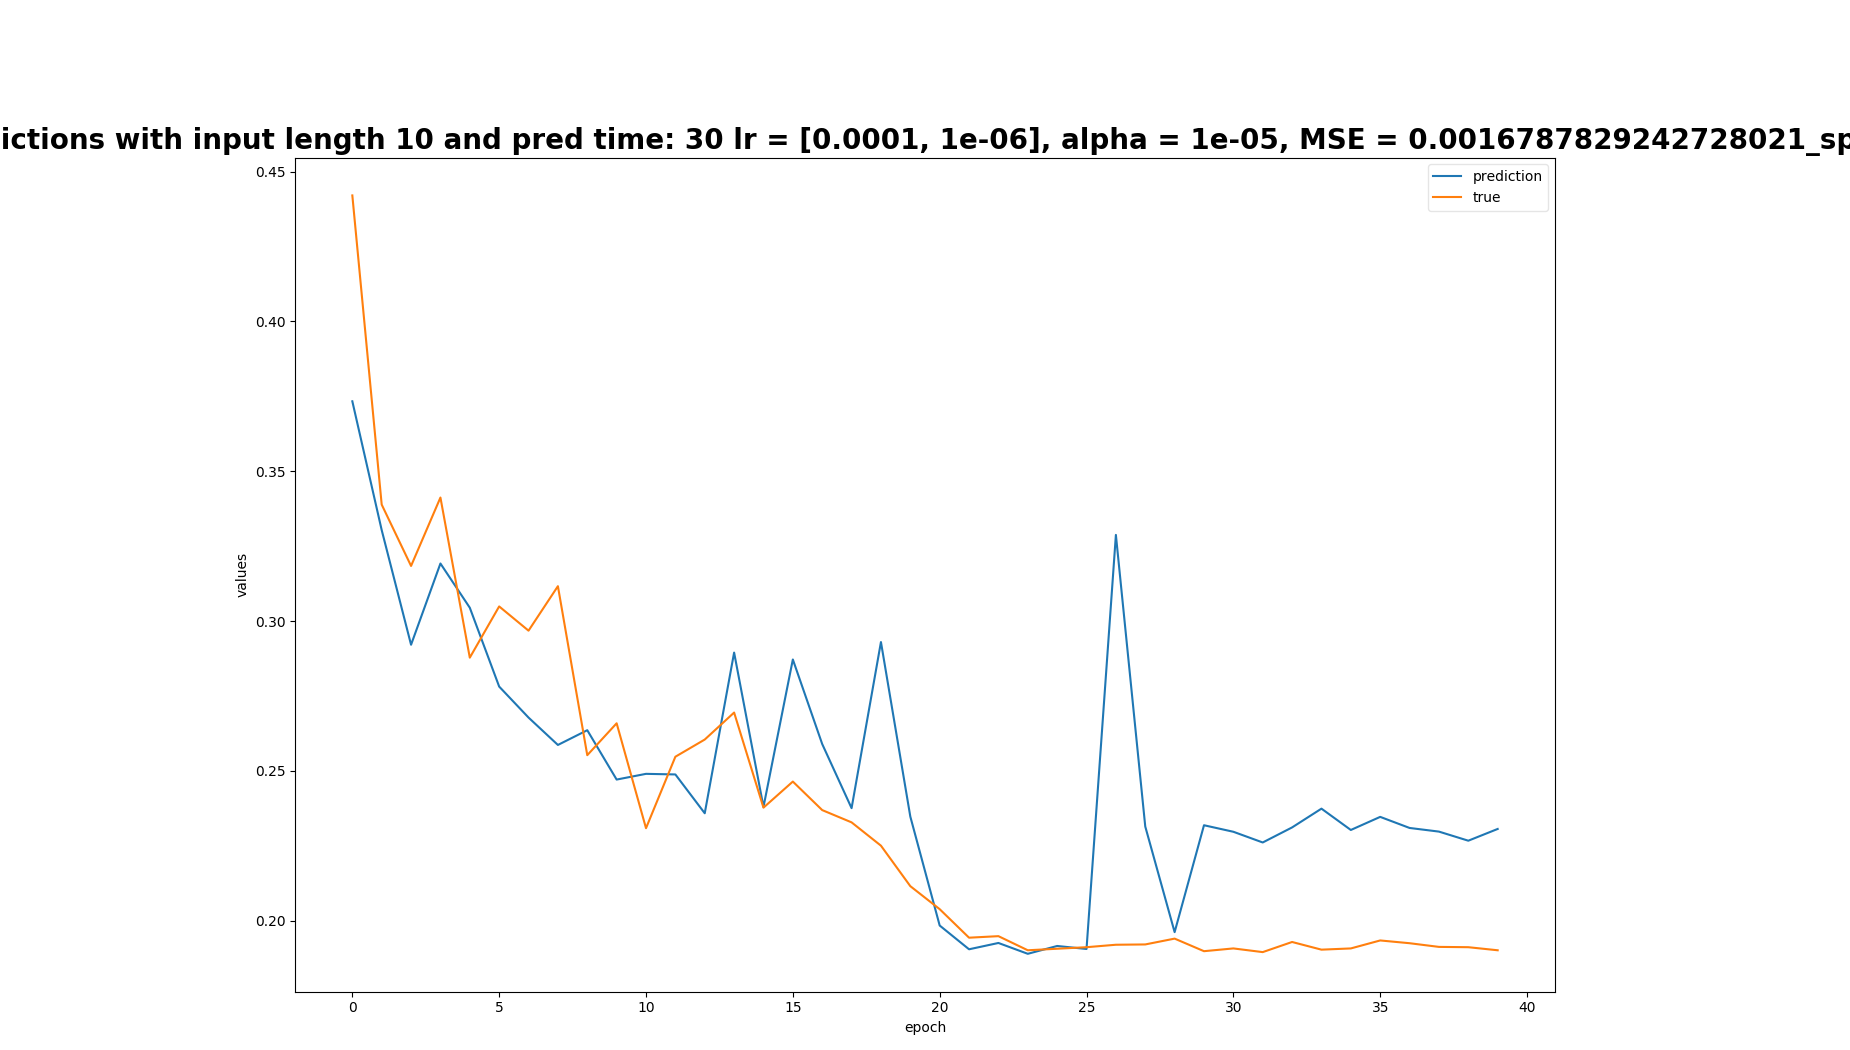 ictions with input length 10 and pred time: 30 lr = [0.0001, 1e-06], alpha = 1e-05, MSE = 0.0016787829242728021_sp
prediction
true
0.45
0.40
0.35
0.30
0.25
0.20
values
0 5 10 15 20 25 30 35 40
epoch